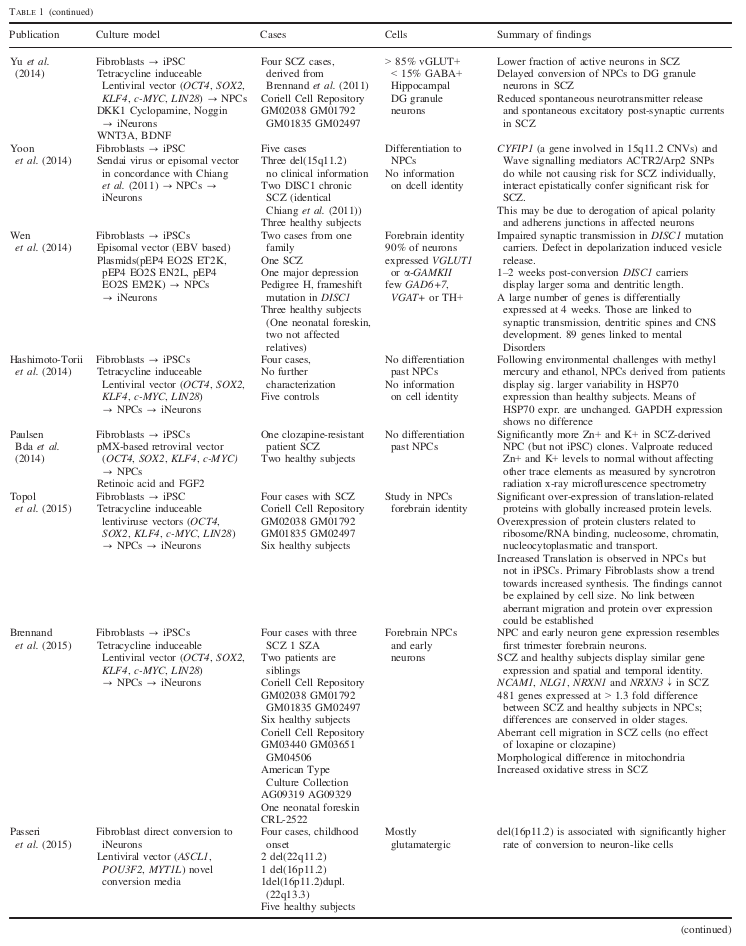 TABLE 1 (continued)
Publication Culture model Cases Cells Summary of findings
Yu et al.
(2014)
Fibroblasts → iPSC
Tetracycline induceable
Lentiviral vector (OCT4, SOX2,
KLF4, c-MYC, LIN28) → NPCs
DKK1 Cyclopamine, Noggin
→ iNeurons
WNT3A, BDNF
Four SCZ cases,
derived from
Brennand et al. (2011)
Coriell Cell Repository
GM02038 GM01792
GM01835 GM02497
> 85% vGLUT+
< 15% GABA+
Hippocampal
DG granule
neurons
Lower fraction of active neurons in SCZ
Delayed conversion of NPCs to DG granule
neurons in SCZ
Reduced spontaneous neurotransmitter release
and spontaneous excitatory post-synaptic currents
in SCZ
Yoon
et al. (2014)
Fibroblasts → iPSC
Sendai virus or episomal vector
in concordance with Chiang
et al. (2011) → NPCs →
iNeurons
Five cases
Three del(15q11.2)
no clinical information
Two DISC1 chronic
SCZ (identical
Chiang et al. (2011))
Three healthy subjects
Differentiation to
NPCs
No information
on dcell identity
CYFIP1 (a gene involved in 15q11.2 CNVs) and
Wave signalling mediators ACTR2/Arp2 SNPs
do while not causing risk for SCZ individually,
interact epistatically confer significant risk for
SCZ.
This may be due to derogation of apical polarity
and adherens junctions in affected neurons
Wen
et al. (2014)
Fibroblasts → iPSCs
Episomal vector (EBV based)
Plasmids(pEP4 EO2S ET2K,
pEP4 EO2S EN2L, pEP4
EO2S EM2K) → NPCs
→ iNeurons
Two cases from one
family
One SCZ
One major depression
Pedigree H, frameshift
mutation in DISC1
Three healthy subjects
(One neonatal foreskin,
two not affected
relatives)
Forebrain identity
90% of neurons
expressed VGLUT1
or α-GAMKII
few GAD6+7,
VGAT+ or TH+
Impaired synaptic transmission in DISC1 mutation
carriers. Defect in depolarization induced vesicle
release.
1–2 weeks post-conversion DISC1 carriers
display larger soma and dentritic length.
A large number of genes is differentially
expressed at 4 weeks. Those are linked to
synaptic transmission, dentritic spines and CNS
development. 89 genes linked to mental
Disorders
Hashimoto-Torii
et al. (2014)
Fibroblasts → iPSCs
Tetracycline induceable
Lentiviral vector (OCT4, SOX2,
KLF4, c-MYC, LIN28)
→ NPCs → iNeurons
Four cases,
No further
characterization
Five controls
No differentiation
past NPCs
No information
on cell identity
Following environmental challenges with methyl
mercury and ethanol, NPCs derived from patients
display sig. larger variability in HSP70
expression than healthy subjects. Means of
HSP70 expr. are unchanged. GAPDH expression
shows no difference
Paulsen
Bda et al.
(2014)
Fibroblasts → iPSCs
pMX-based retroviral vector
(OCT4, SOX2, KLF4, c-MYC)
→ NPCs
Retinoic acid and FGF2
One clozapine-resistant
patient SCZ
Two healthy subjects
No differentiation
past NPCs
Significantly more Zn+ and K+ in SCZ-derived
NPC (but not iPSC) clones. Valproate reduced
Zn+ and K+ levels to normal without affecting
other trace elements as measured by syncrotron
radiation x-ray microflurescence spectrometry
Topol
et al. (2015)
Fibroblasts → iPSC
Tetracycline induceable
lentiviruse vectors (OCT4,
SOX2, KLF4, c-MYC, LIN28)
→ NPCs → iNeurons
Four cases with SCZ
Coriell Cell Repository
GM02038 GM01792
GM01835 GM02497
Six healthy subjects
Study in NPCs
forebrain identity
Significant over-expression of translation-related
proteins with globally increased protein levels.
Overexpression of protein clusters related to
ribosome/RNA binding, nucleosome, chromatin,
nucleocytoplasmatic and transport.
Increased Translation is observed in NPCs but
not in iPSCs. Primary Fibroblasts show a trend
towards increased synthesis. The findings cannot
be explained by cell size. No link between
aberrant migration and protein over expression
could be established
Brennand
et al. (2015)
Fibroblasts → iPSCs
Tetracycline induceable
Lentiviral vector (OCT4, SOX2,
KLF4, c-MYC, LIN28)
→ NPCs → iNeurons
Four cases with three
SCZ 1 SZA
Two patients are
siblings
Coriell Cell Repository
GM02038 GM01792
GM01835 GM02497
Six healthy subjects
Coriell Cell Repository
GM03440 GM03651
GM04506
American Type
Culture Collection
AG09319 AG09329
One neonatal foreskin
CRL-2522
Forebrain NPCs
and early
neurons
NPC and early neuron gene expression resembles
first trimester forebrain neurons.
SCZ and healthy subjects display similar gene
expression and spatial and temporal identity.
NCAM1, NLG1, NRXN1 and NRXN3 ↓ in SCZ
481 genes expressed at > 1.3 fold difference
between SCZ and healthy subjects in NPCs;
differences are conserved in older stages.
Aberrant cell migration in SCZ cells (no effect
of loxapine or clozapine)
Morphological difference in mitochondria
Increased oxidative stress in SCZ
Passeri
et al. (2015)
Fibroblast direct conversion to
iNeurons
Lentiviral vector (ASCL1,
POU3F2, MYT1L) novel
conversion media
Four cases, childhood
onset
2 del(22q11.2)
1 del(16p11.2)
1del(16p11.2)dupl.
(22q13.3)
Five healthy subjects
Mostly
glutamatergic
del(16p11.2) is associated with significantly higher
rate of conversion to neuron-like cells
(continued)